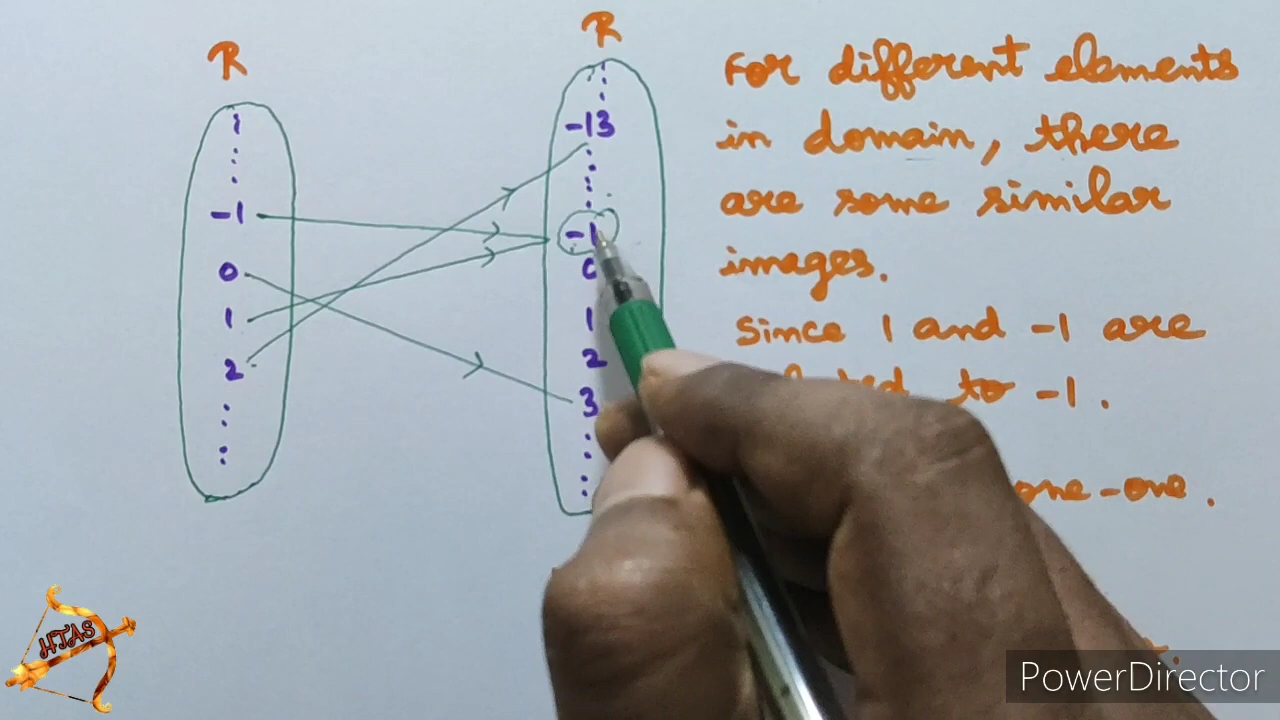 R
R
-1
0
1
2
-13
-1
1
2
3
For different elements
in domain, there
are some similar
images.
Since 1 and -1 are
to -1.
one-one.
HTAS
PowerDirector